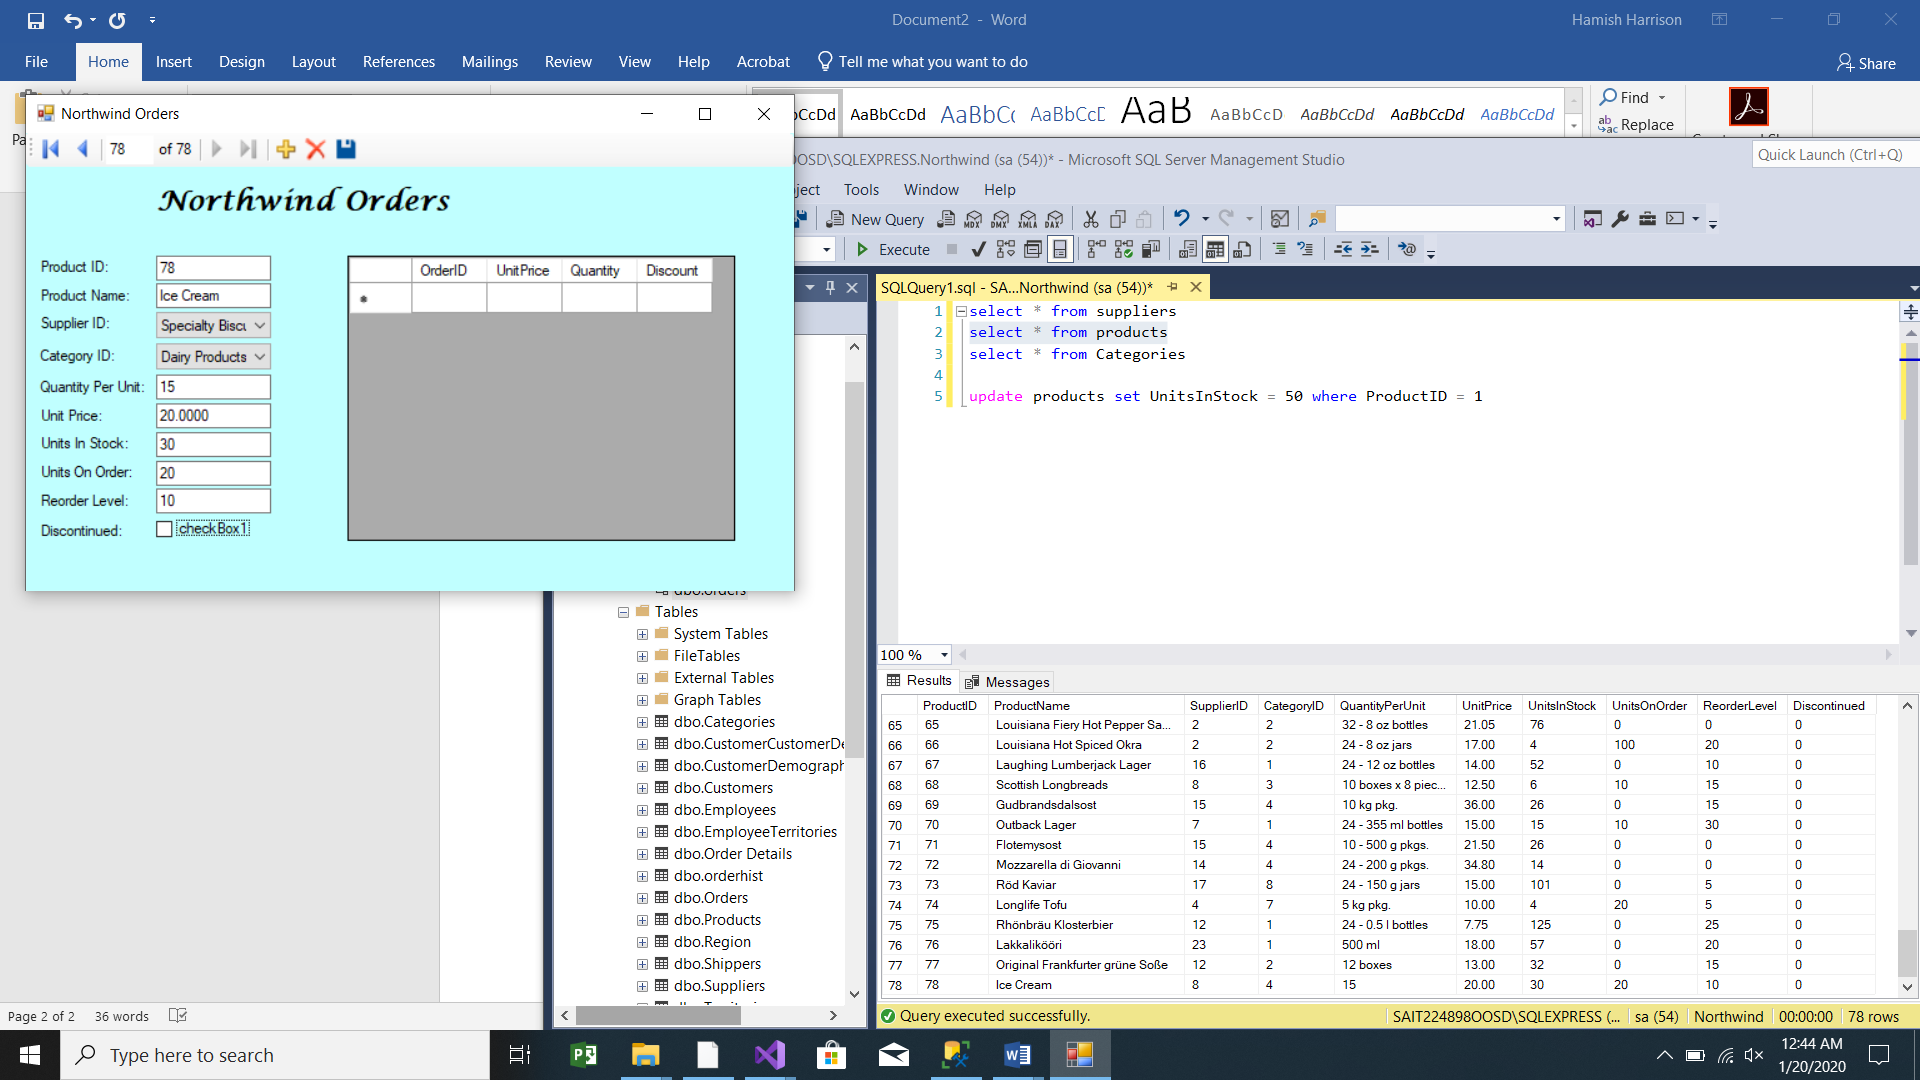 Document2 - Word
Hamish Harrison
File Home Insert Design Layout References Mailings Review View Help Acrobat Tell me what you want to do
Share
Northwind Orders
78 of 78
Northwind Orders
Product ID: 78
Product Name: Ice Cream
Supplier ID: Specialty Biscu
Category ID: Dairy Products
Quantity Per Unit: 15
Unit Price: 20.0000
Units In Stock: 30
Units On Order: 20
Reorder Level: 10
Discontinued: checkBox1
OrderID UnitPrice Quantity Discount
*
CcDd AaBbCcDd AaBbC AaBbCcD AaB AaBbCcD AaBbCcDd AaBbCcDd AaBbCcDd
Find
Replace
OOSD\SQLEXPRESS.Northwind (sa (54))* - Microsoft SQL Server Management Studio
Quick Launch (Ctrl+Q)
ject Tools Window Help
New Query
MDX DMX XMLA DAX
Execute
SQLQuery1.sql - SA...Northwind (sa (54))*
1 select * from suppliers
2 select * from products
3 select * from Categories
4
5 update products set UnitsInStock = 50 where ProductID = 1
Tables
System Tables
FileTables
External Tables
Graph Tables
dbo.Categories
dbo.CustomerCustomerDe
dbo.CustomerDemograph
dbo.Customers
dbo.Employees
dbo.EmployeeTerritories
dbo.Order Details
dbo.orderhist
dbo.Orders
dbo.Products
dbo.Region
dbo.Shippers
dbo.Suppliers
100 %
Results Messages
ProductID ProductName SupplierID CategoryID QuantityPerUnit UnitPrice UnitsInStock UnitsOnOrder ReorderLevel Discontinued
65 65 Louisiana Fiery Hot Pepper Sa... 2 2 32 - 8 oz bottles 21.05 76 0 0 0
66 66 Louisiana Hot Spiced Okra 2 2 24 - 8 oz jars 17.00 4 100 20 0
67 67 Laughing Lumberjack Lager 16 1 24 - 12 oz bottles 14.00 52 0 10 0
68 68 Scottish Longbreads 8 3 10 boxes x 8 piec... 12.50 6 10 15 0
69 69 Gudbrandsdalsost 15 4 10 kg pkg. 36.00 26 0 15 0
70 70 Outback Lager 7 1 24 - 355 ml bottles 15.00 15 10 30 0
71 71 Flotemysost 15 4 10 - 500 g pkgs. 21.50 26 0 0 0
72 72 Mozzarella di Giovanni 14 4 24 - 200 g pkgs. 34.80 14 0 0 0
73 73 Röd Kaviar 17 8 24 - 150 g jars 15.00 101 0 5 0
74 74 Longlife Tofu 4 7 5 kg pkg. 10.00 4 20 5 0
75 75 Rhönbräu Klosterbier 12 1 24 - 0.5 l bottles 7.75 125 0 25 0
76 76 Lakkalikööri 23 1 500 ml 18.00 57 0 20 0
77 77 Original Frankfurter grüne Soße 12 2 12 boxes 13.00 32 0 15 0
78 78 Ice Cream 8 4 15 20.00 30 20 10 0
Query executed successfully.
SAIT224898OOSD\SQLEXPRESS (... sa (54) Northwind 00:00:00 78 rows
Page 2 of 2 36 words
Type here to search
12:44 AM
1/20/2020